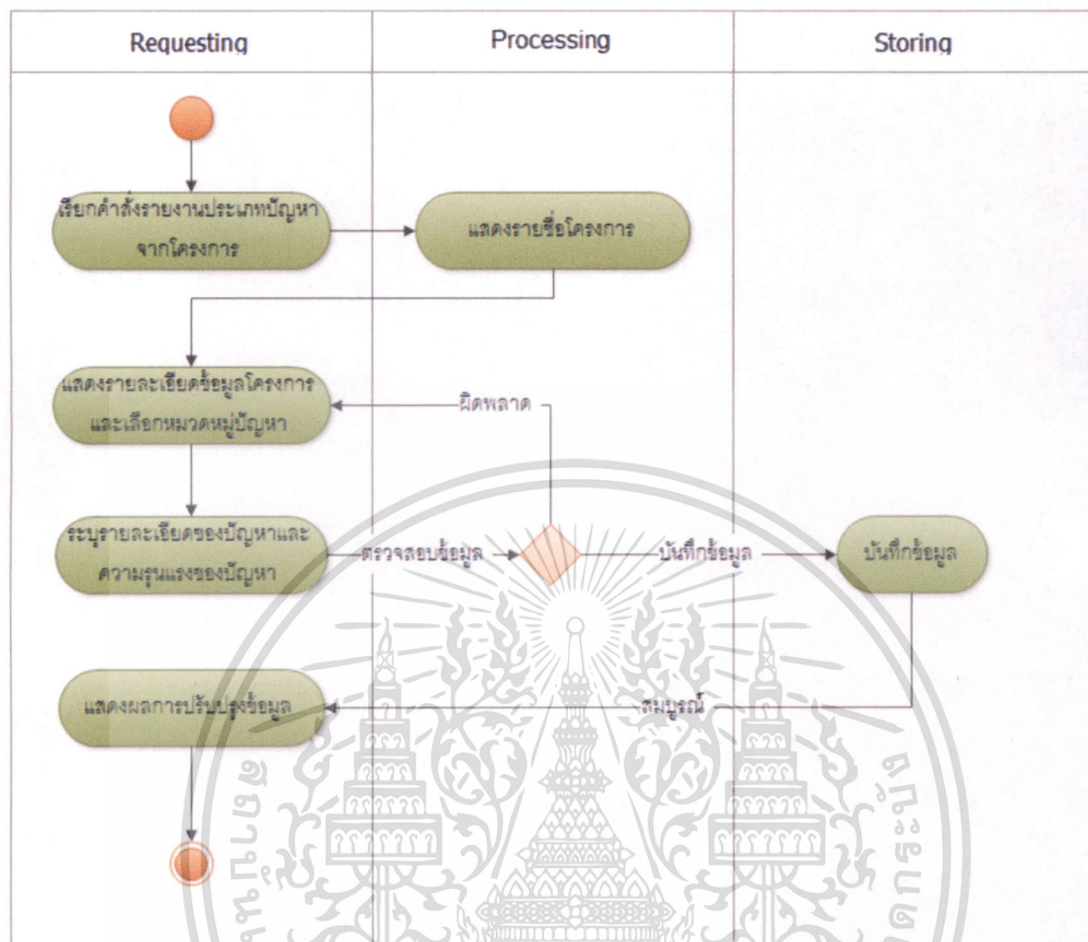 Requesting
Processing
Storing
เรียกคำสั่งรายงานประเภทปัญหา
จากโครงการ
แสดงรายชื่อโครงการ
แสดงรายละเอียดข้อมูลโครงการ
และเลือกหมวดหมู่ปัญหา
ผิดพลาด
ระบุรายละเอียดของปัญหาและ
ความรุนแรงของปัญหา
ตรวจสอบข้อมูล
บันทึกข้อมูล
บันทึกข้อมูล
แสดงผลการปรับปรุงข้อมูล
สมบูรณ์